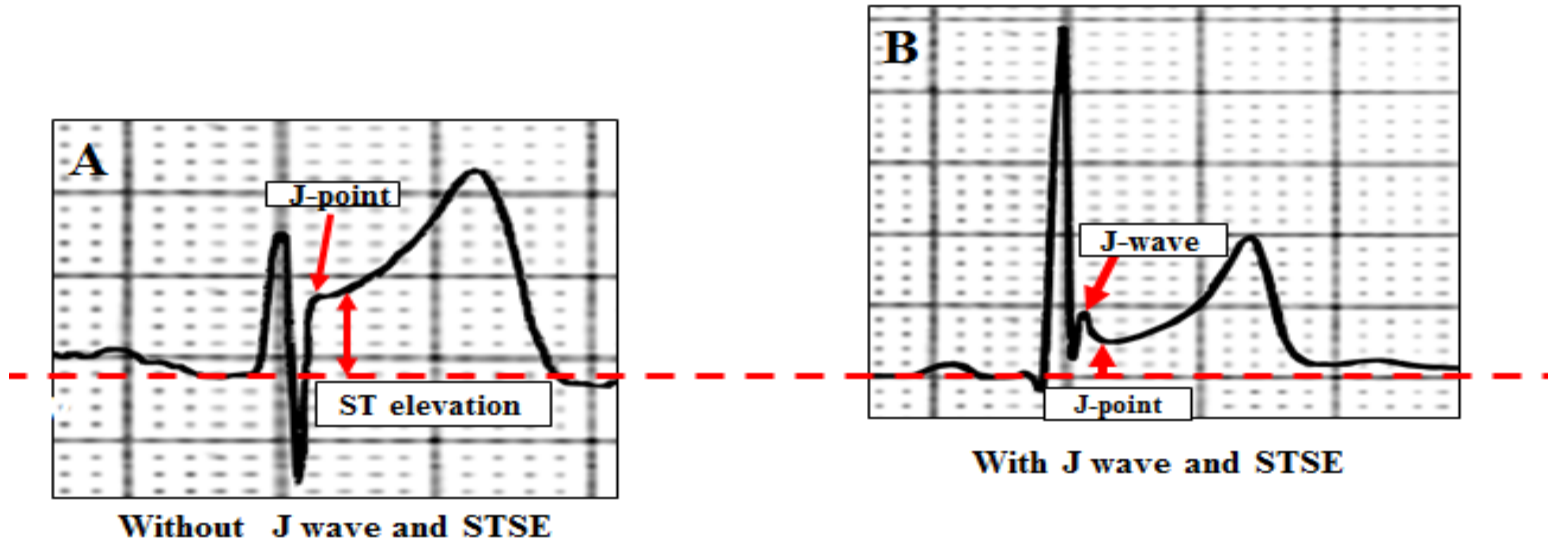 A
J-point
ST elevation
Without J wave and STSE
B
J-wave
J-point
With J wave and STSE